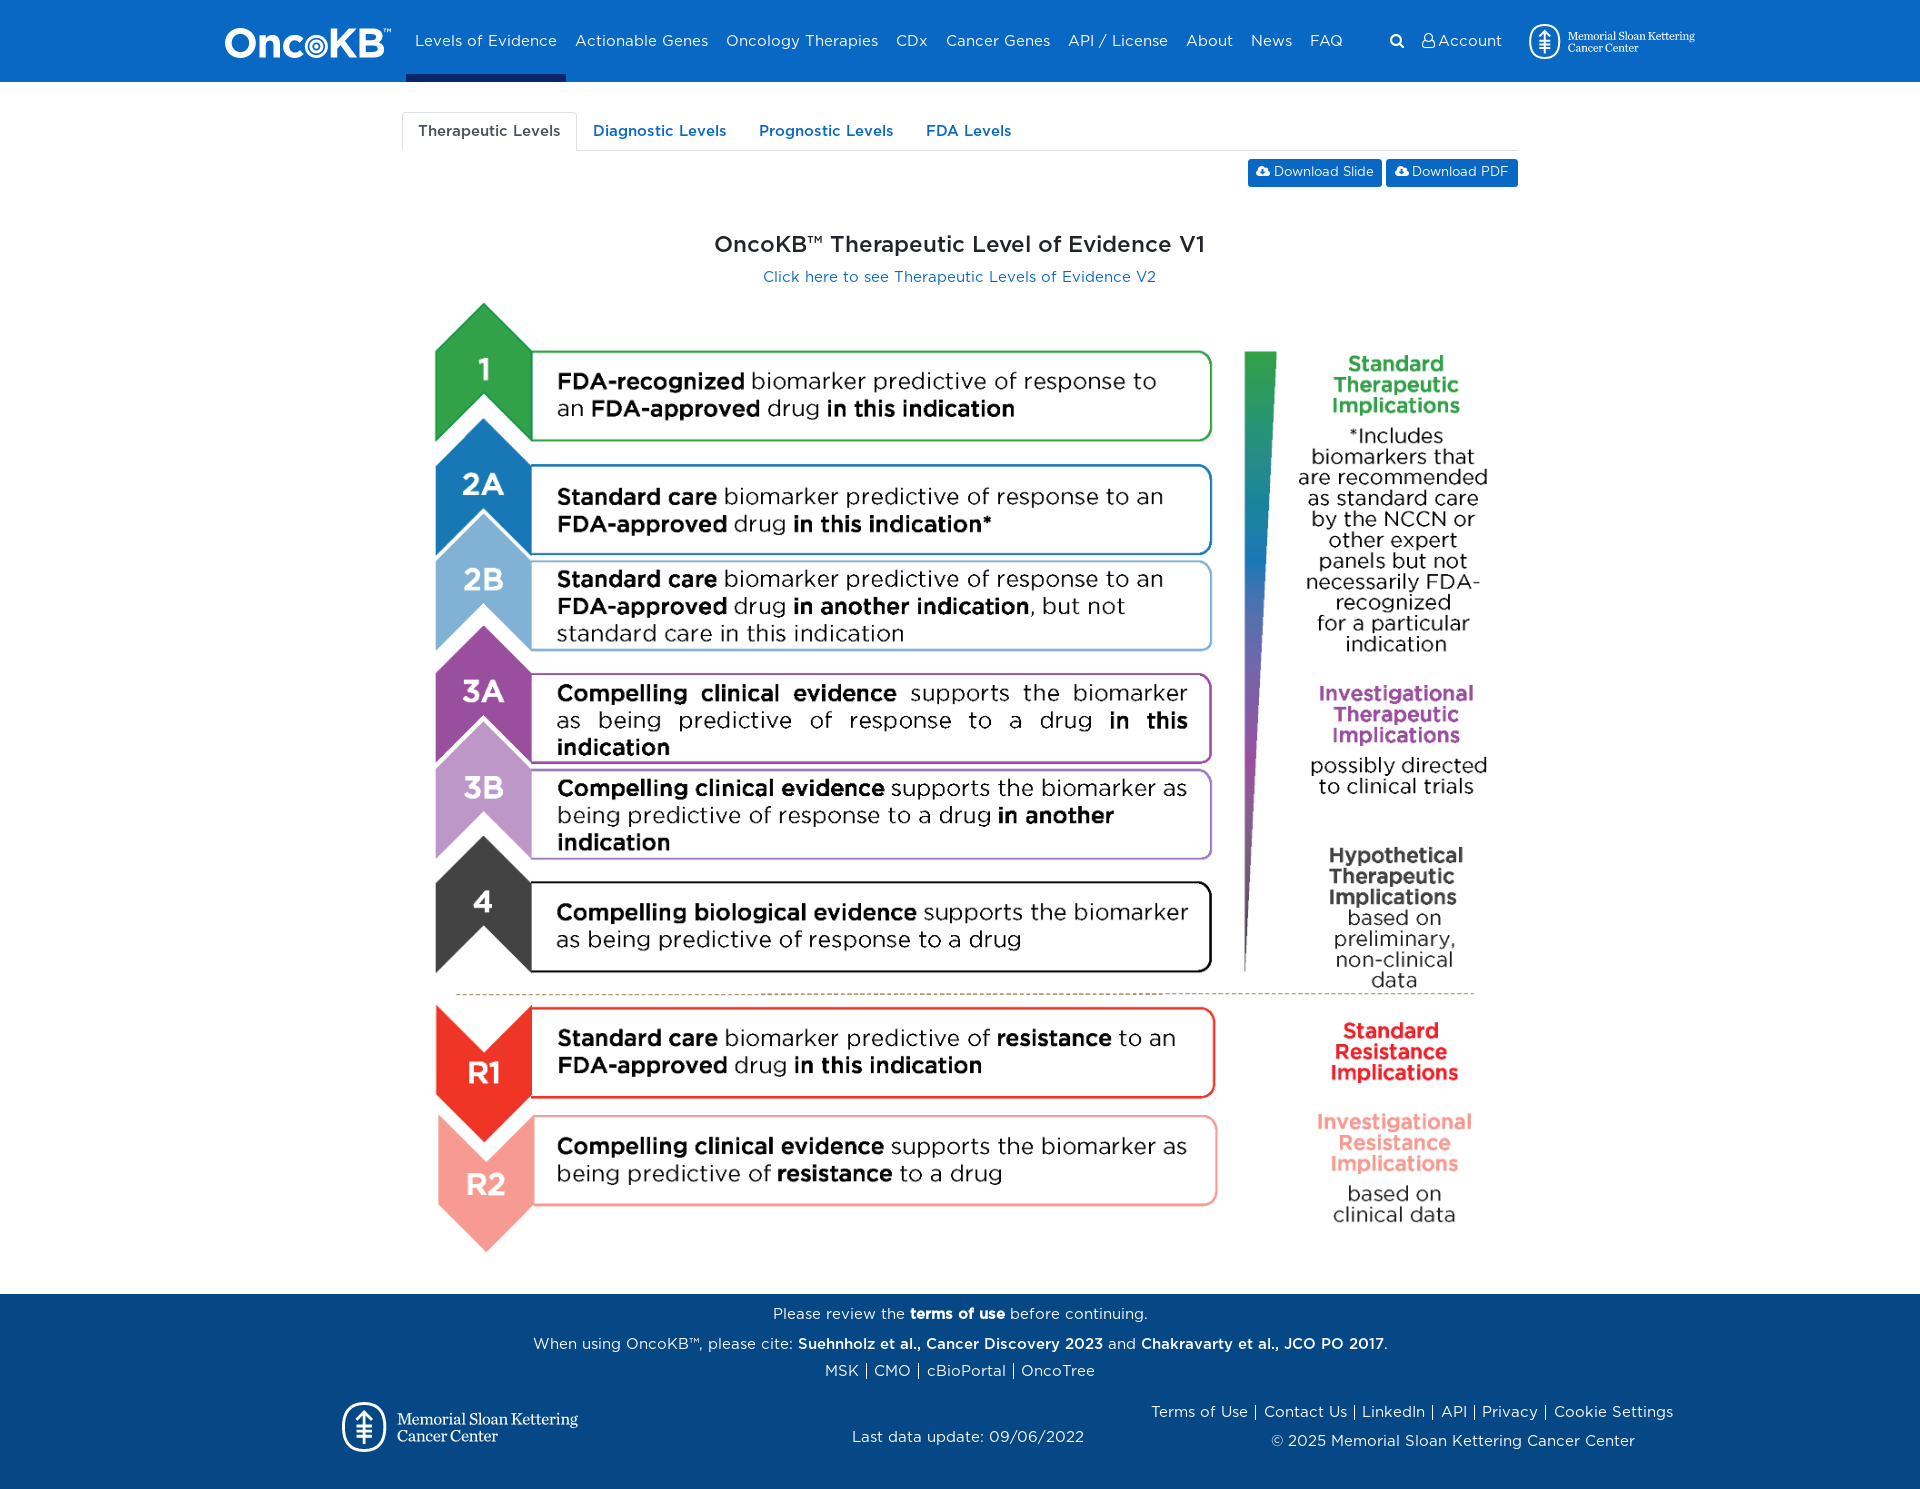 OncoKB™ Levels of Evidence Actionable Genes Oncology Therapies CDx Cancer Genes API / License About News FAQ Account Memorial Sloan Kettering
Cancer Center
Therapeutic Levels Diagnostic Levels Prognostic Levels FDA Levels
Download Slide Download PDF
OncoKB™ Therapeutic Level of Evidence V1
Click here to see Therapeutic Levels of Evidence V2
1
FDA-recognized biomarker predictive of response to
an FDA-approved drug in this indication
2A
Standard care biomarker predictive of response to an
FDA-approved drug in this indication*
2B
Standard care biomarker predictive of response to an
FDA-approved drug in another indication, but not
standard care in this indication
3A
Compelling clinical evidence supports the biomarker
as being predictive of response to a drug in this
indication
3B
Compelling clinical evidence supports the biomarker as
being predictive of response to a drug in another
indication
4
Compelling biological evidence supports the biomarker
as being predictive of response to a drug
Standard
Therapeutic
Implications
*Includes
biomarkers that
are recommended
as standard care
by the NCCN or
other expert
panels but not
necessarily FDA-
recognized
for a particular
indication
Investigational
Therapeutic
Implications
possibly directed
to clinical trials
Hypothetical
Therapeutic
Implications
based on
preliminary,
non-clinical
data
R1
Standard care biomarker predictive of resistance to an
FDA-approved drug in this indication
Standard
Resistance
Implications
R2
Compelling clinical evidence supports the biomarker as
being predictive of resistance to a drug
Investigational
Resistance
Implications
based on
clinical data
Please review the terms of use before continuing.
When using OncoKB™, please cite: Suehnholz et al., Cancer Discovery 2023 and Chakravarty et al., JCO PO 2017.
MSK | CMO | cBioPortal | OncoTree
Memorial Sloan Kettering
Cancer Center
Last data update: 09/06/2022
Terms of Use | Contact Us | LinkedIn | API | Privacy | Cookie Settings
© 2025 Memorial Sloan Kettering Cancer Center